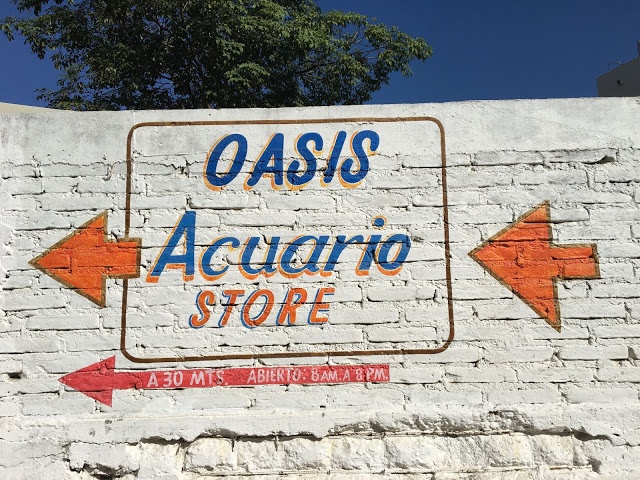 OASIS
Acuario
STORE
A 30 MTS. ABIERTO: 8 AM. A 8 PM.